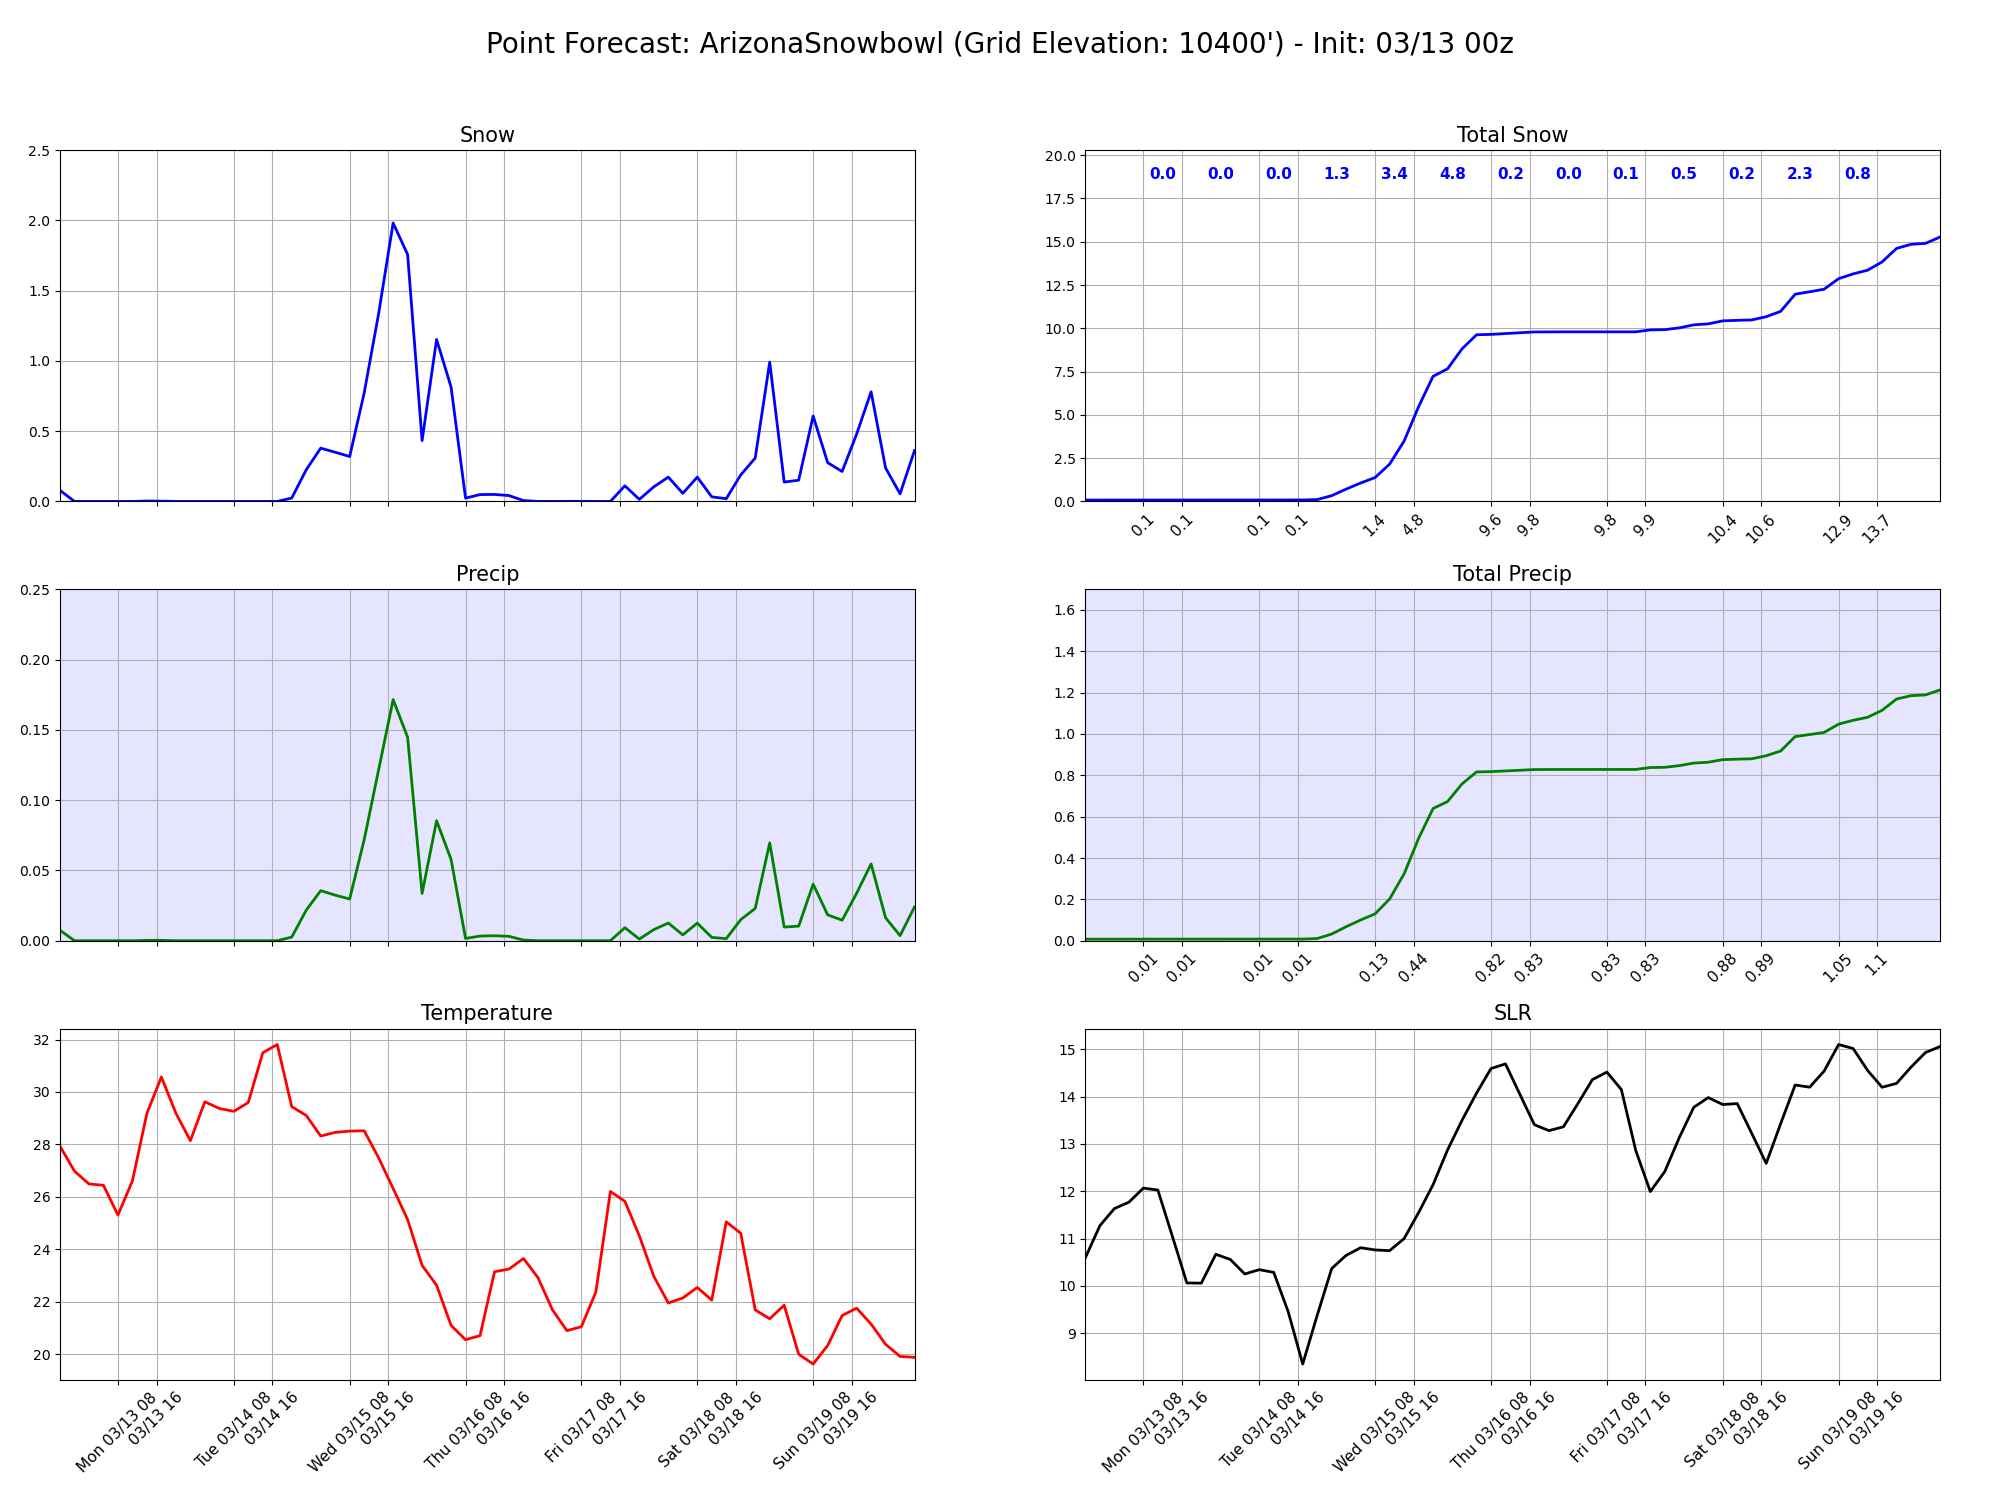 Point Forecast: ArizonaSnowbowl (Grid Elevation: 10400') - Init: 03/13 00z
Snow
2.5
2.0
1.5
1.0
0.5
0.0
Total Snow
20.0
17.5
15.0
12.5
10.0
7.5
5.0
2.5
0.0
0.0 0.0 0.0 1.3 3.4 4.8 0.2 0.0 0.1 0.5 0.2 2.3 0.8
0.1 0.1 0.1 0.1 1.4 4.8 9.6 9.8 9.8 9.9 10.4 10.6 12.9 13.7
Precip
0.25
0.20
0.15
0.10
0.05
0.00
Total Precip
1.6
1.4
1.2
1.0
0.8
0.6
0.4
0.2
0.0
0.01 0.01 0.01 0.01 0.13 0.44 0.82 0.83 0.83 0.83 0.88 0.89 1.05 1.1
Temperature
32
30
28
26
24
22
20
Mon 03/13 08
03/13 16
Tue 03/14 08
03/14 16
Wed 03/15 08
03/15 16
Thu 03/16 08
03/16 16
Fri 03/17 08
03/17 16
Sat 03/18 08
03/18 16
Sun 03/19 08
03/19 16
SLR
15
14
13
12
11
10
9
Mon 03/13 08
03/13 16
Tue 03/14 08
03/14 16
Wed 03/15 08
03/15 16
Thu 03/16 08
03/16 16
Fri 03/17 08
03/17 16
Sat 03/18 08
03/18 16
Sun 03/19 08
03/19 16